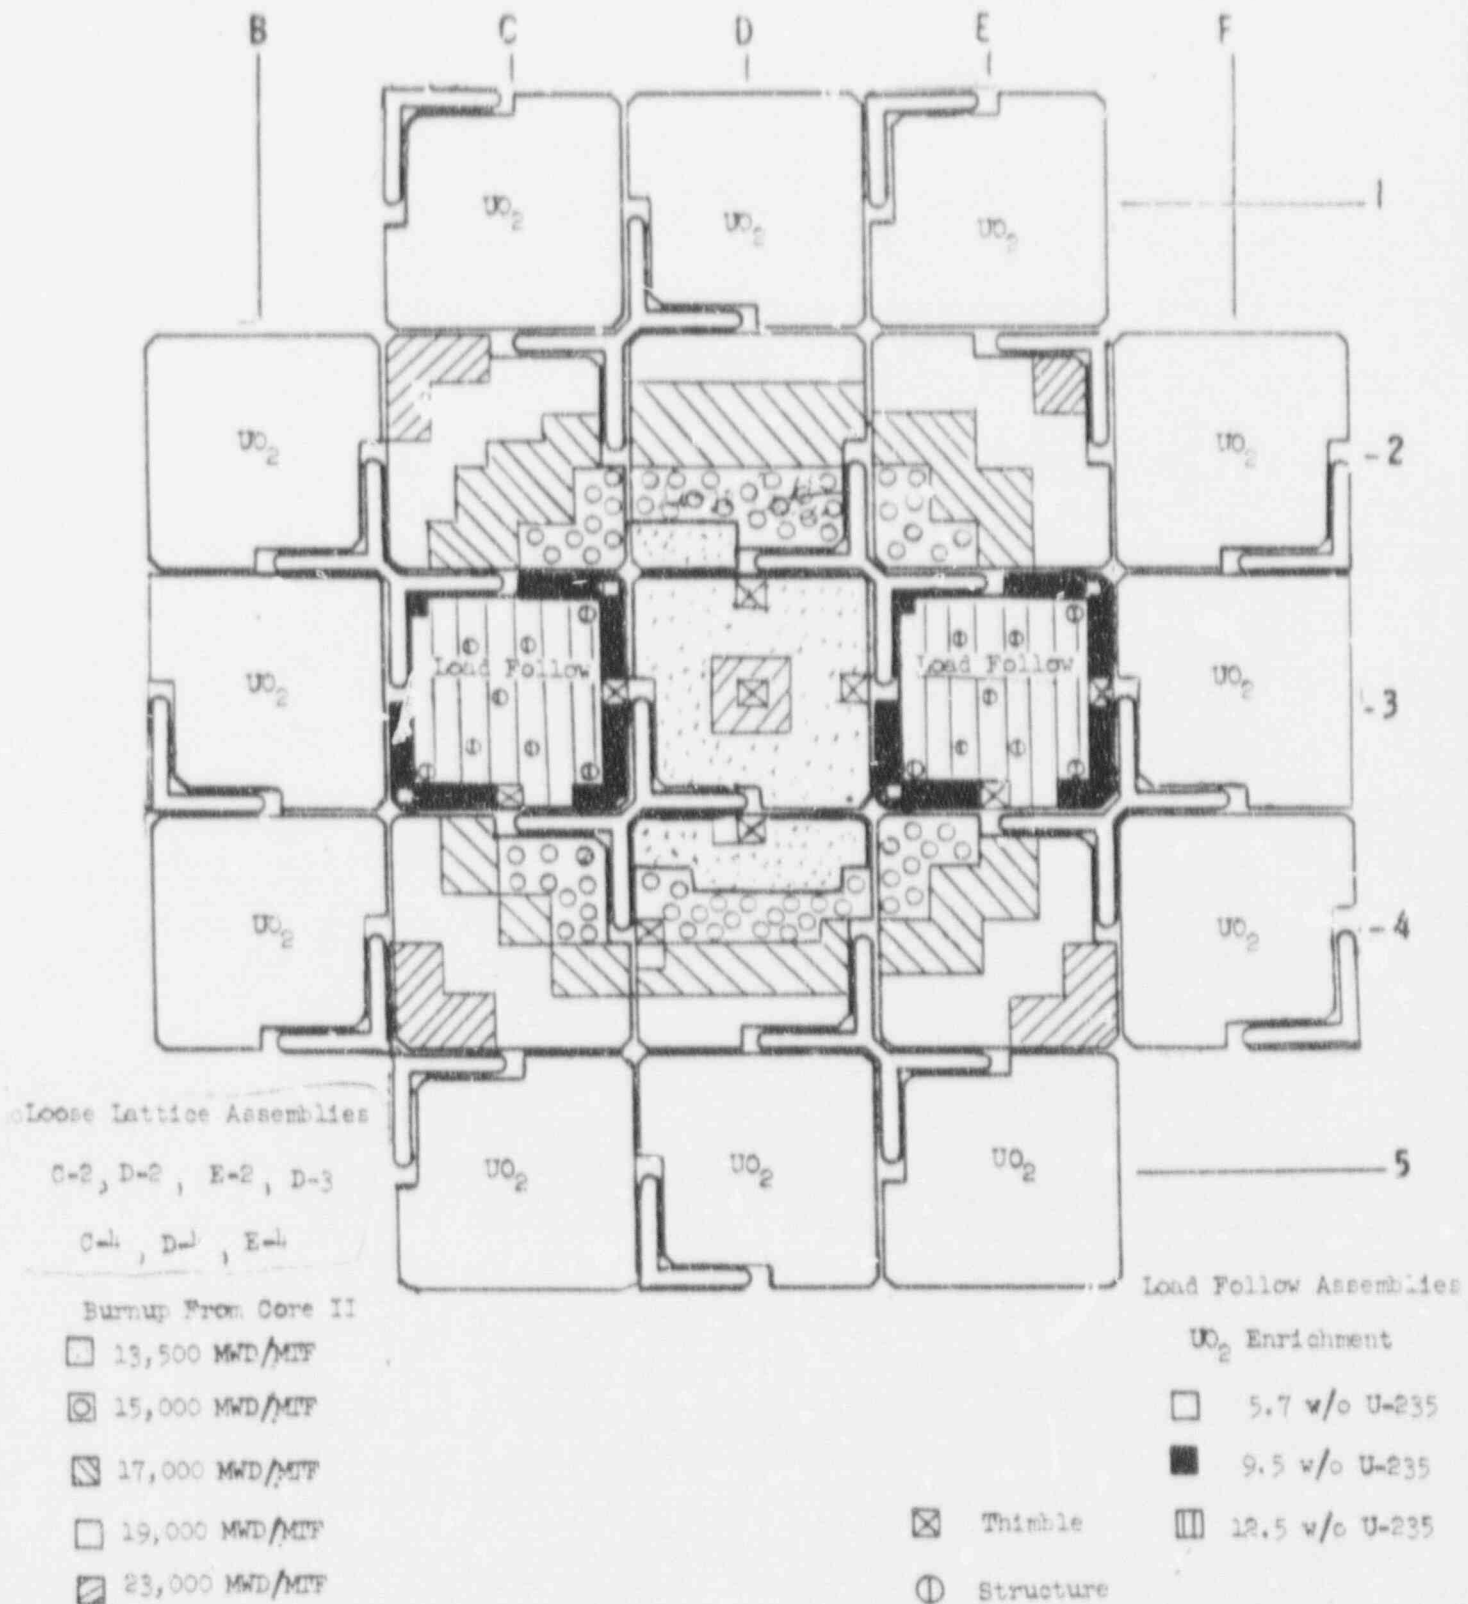 B C D E F
UO2 UO2 UO2 1
UO2 UO2 2
UO2 Load Follow Load Follow UO2 3
UO2 UO2 4
UO2 UO2 UO2 5
Loose Lattice Assemblies
C-2, D-2, E-2, D-3
C-4, D-4, E-4
Burnup From Core II
13,500 MWD/MTF
15,000 MWD/MTF
17,000 MWD/MTF
19,000 MWD/MTF
23,000 MWD/MTF
Thimble
Structure
Load Follow Assemblies
UO2 Enrichment
5.7 w/o U-235
9.5 w/o U-235
12.5 w/o U-235